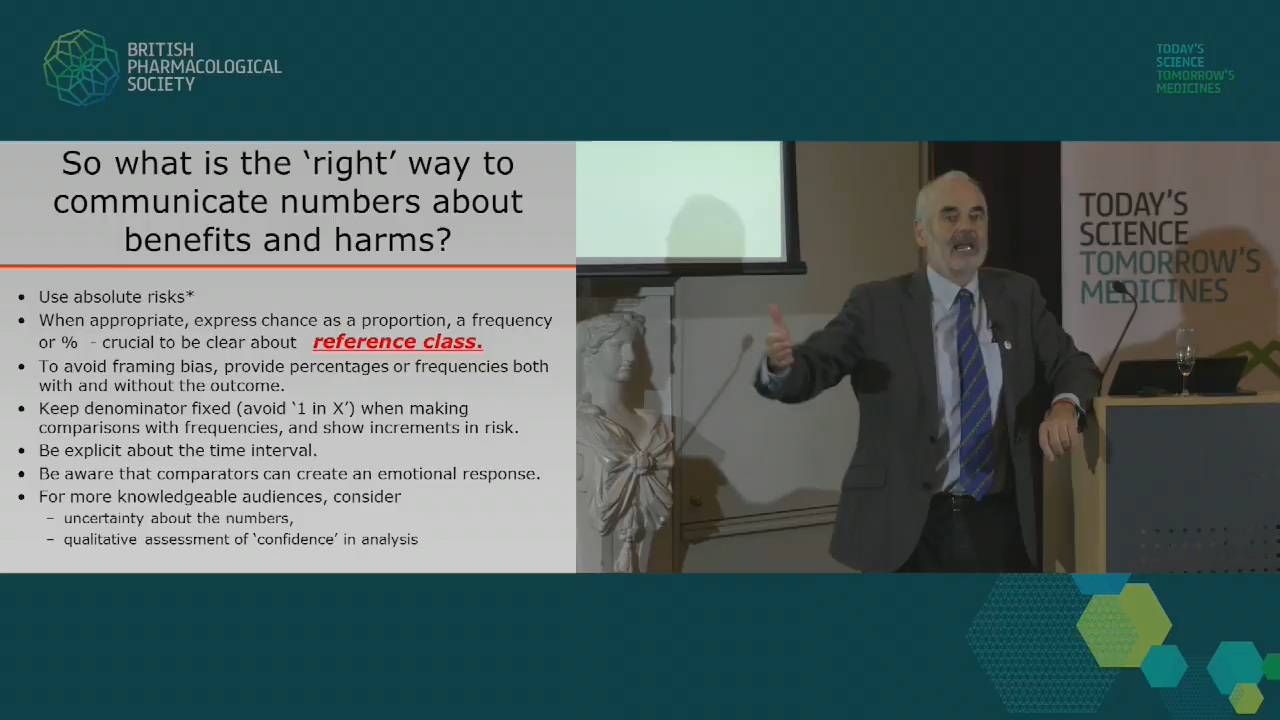 BRITISH
PHARMACOLOGICAL
SOCIETY
TODAY'S
SCIENCE
TOMORROW'S
MEDICINES
So what is the ‘right’ way to
communicate numbers about
benefits and harms?
• Use absolute risks*
• When appropriate, express chance as a proportion, a frequency
or % - crucial to be clear about reference class.
• To avoid framing bias, provide percentages or frequencies both
with and without the outcome.
• Keep denominator fixed (avoid ‘1 in X’) when making
comparisons with frequencies, and show increments in risk.
• Be explicit about the time interval.
• Be aware that comparators can create an emotional response.
• For more knowledgeable audiences, consider
– uncertainty about the numbers,
– qualitative assessment of ‘confidence’ in analysis
TODAY'S
SCIENCE
TOMORROW'S
MEDICINES